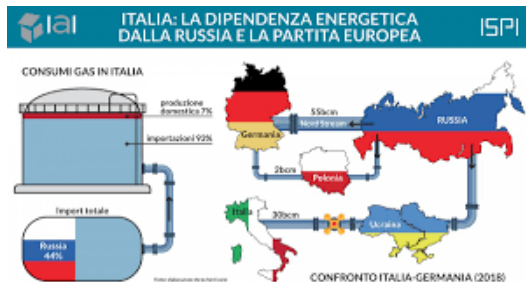 iai
ITALIA: LA DIPENDENZA ENERGETICA
DALLA RUSSIA E LA PARTITA EUROPEA
ISPI
CONSUMI GAS IN ITALIA
produzione
domestica 7%
importazioni 93%
Import totale
Russia
44%
Germania
55bcm
Nord Stream
RUSSIA
2bcm
Polonia
Italia
30bcm
Ucraina
CONFRONTO ITALIA-GERMANIA (2018)